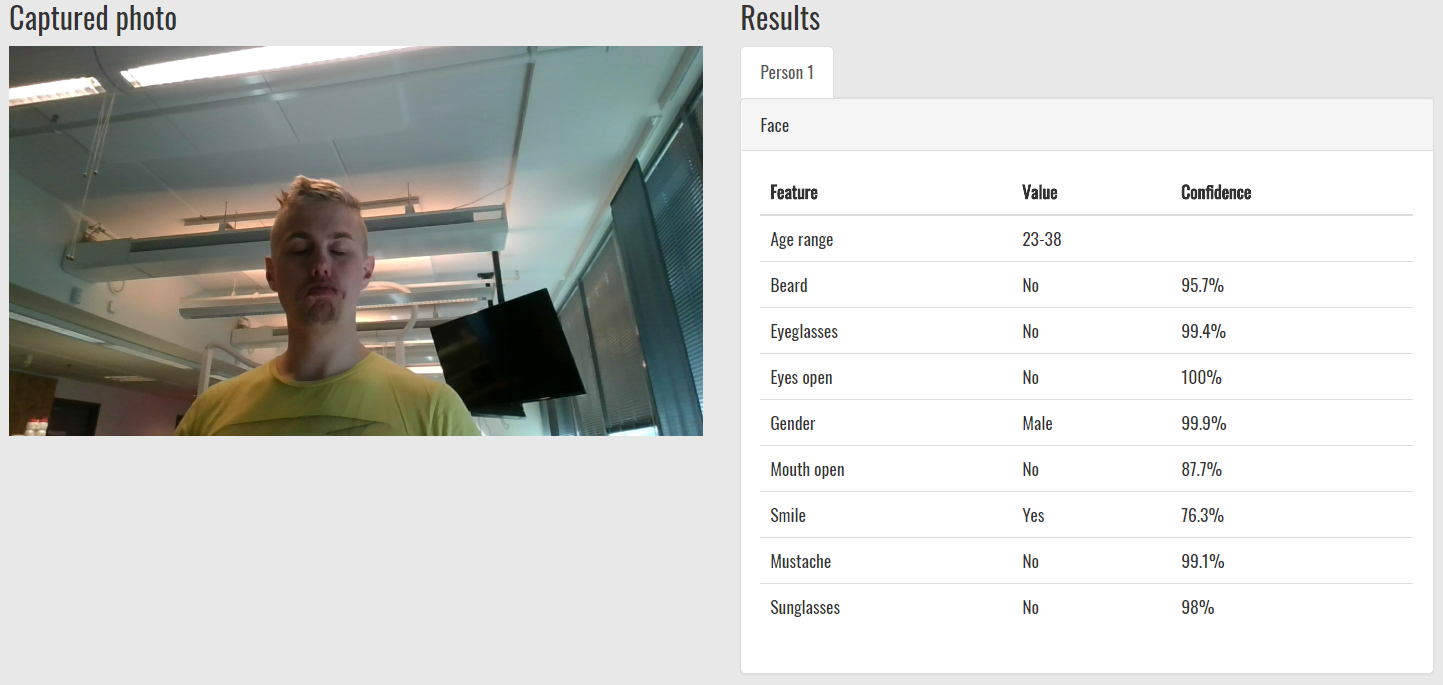 Captured photo
Results
Person 1
Face
Feature Value Confidence
Age range 23-38
Beard No 95.7%
Eyeglasses No 99.4%
Eyes open No 100%
Gender Male 99.9%
Mouth open No 87.7%
Smile Yes 76.3%
Mustache No 99.1%
Sunglasses No 98%